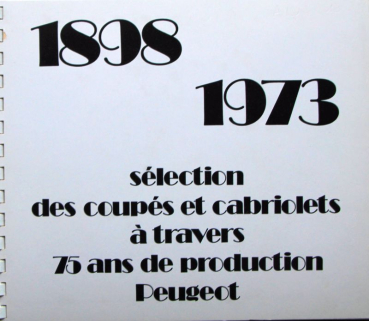 1898
1973
sélection
des coupés et cabriolets
à travers
75 ans de production
Peugeot